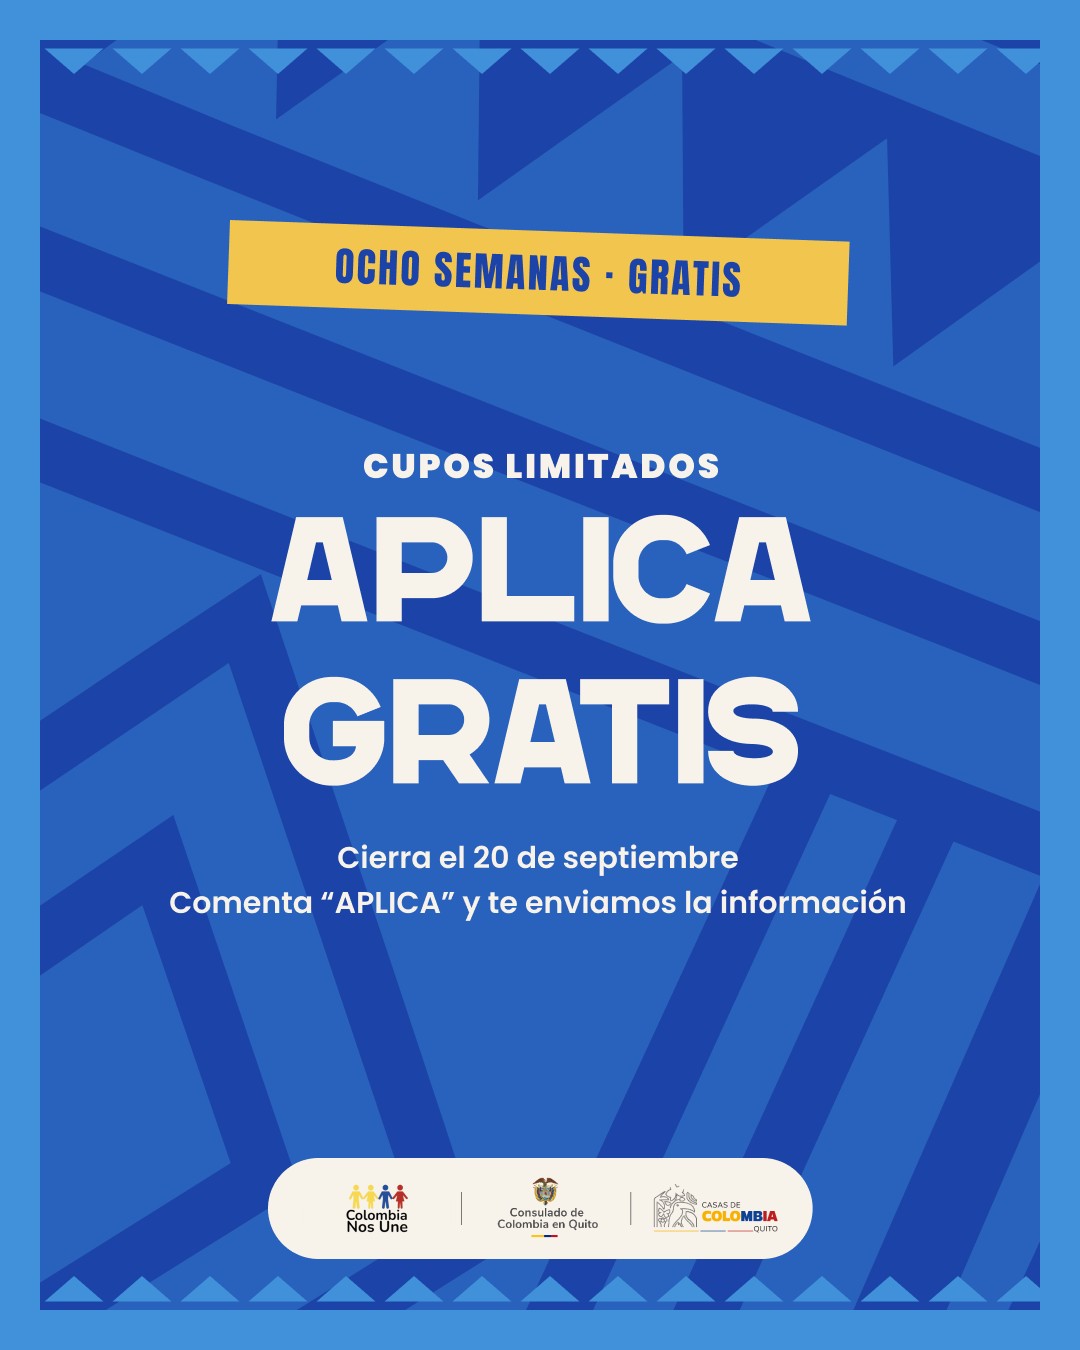 OCHO SEMANAS · GRATIS
CUPOS LIMITADOS
APLICA
GRATIS
Cierra el 20 de septiembre
Comenta “APLICA” y te enviamos la información
Colombia
Nos Une
Consulado de
Colombia en Quito
CASAS DE
COLOMBIA
QUITO